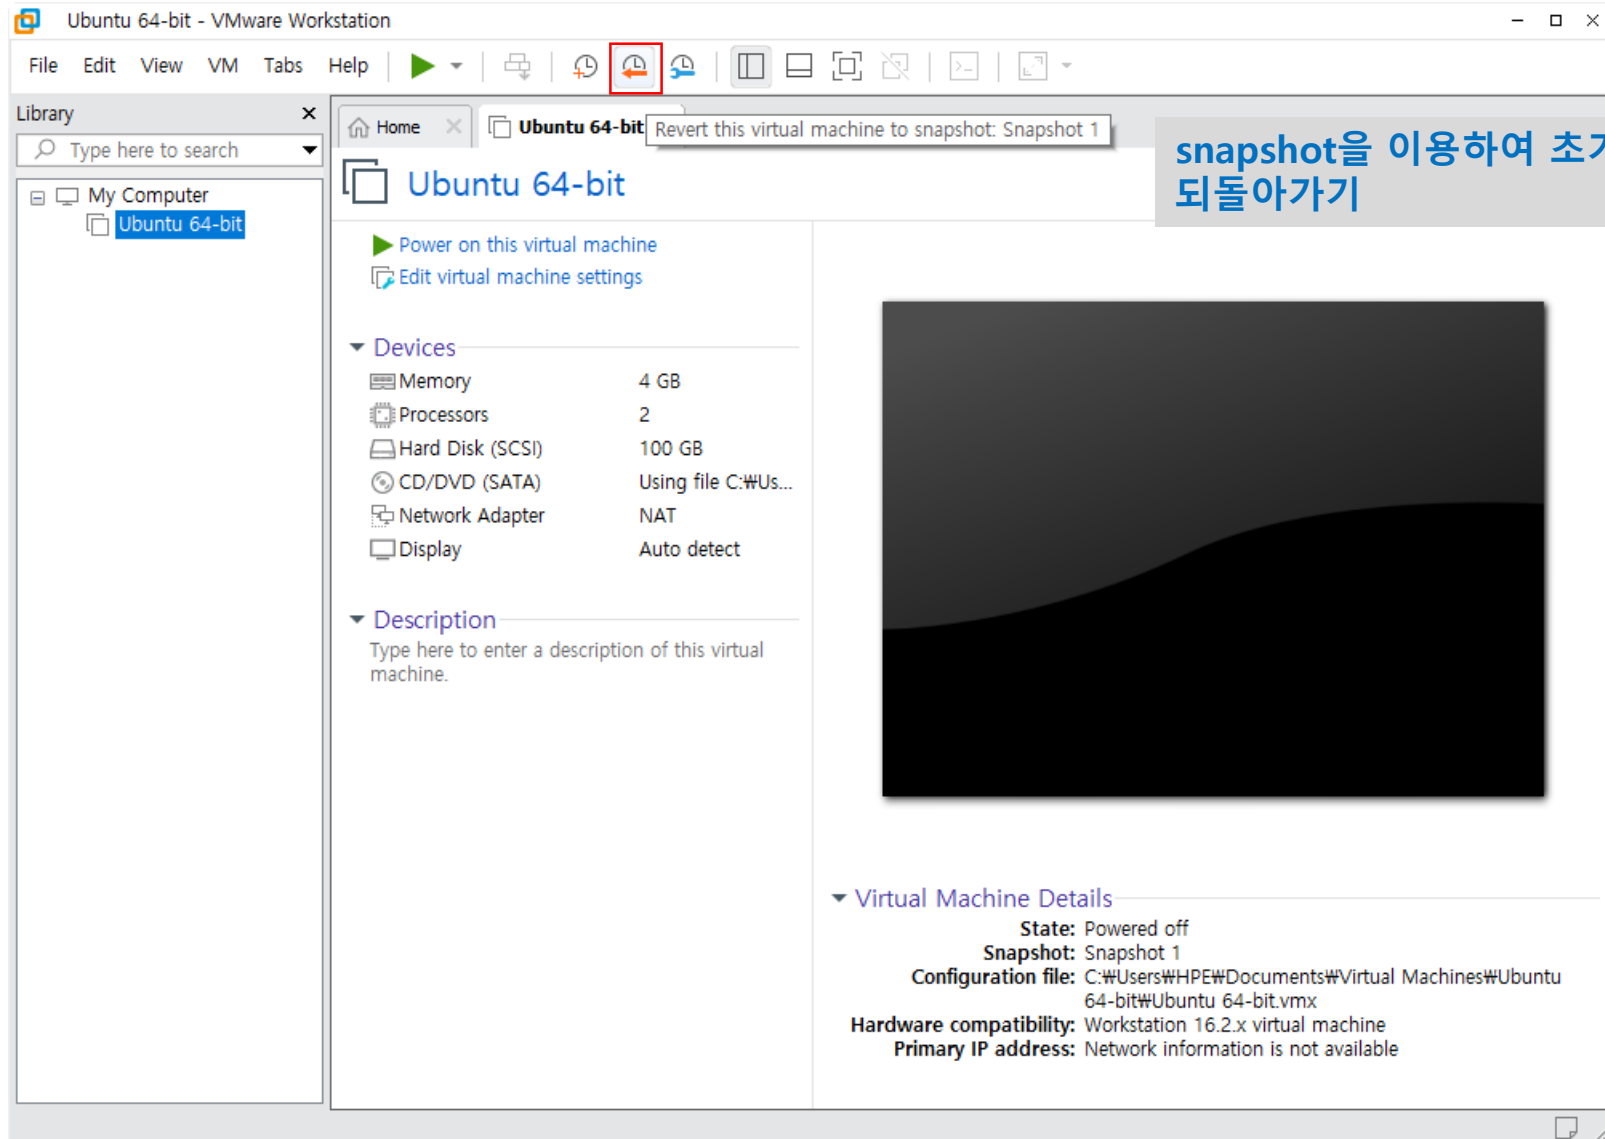 Ubuntu 64-bit - VMware Workstation
File Edit View VM Tabs Help
Library
Type here to search
My Computer
Ubuntu 64-bit
Home
Ubuntu 64-bit
Revert this virtual machine to snapshot: Snapshot 1
snapshot을 이용하여
되돌아가기
Ubuntu 64-bit
Power on this virtual machine
Edit virtual machine settings
Devices
Memory 4 GB
Processors 2
Hard Disk (SCSI) 100 GB
CD/DVD (SATA) Using file C:₩Us...
Network Adapter NAT
Display Auto detect
Description
Type here to enter a description of this virtual
machine.
Virtual Machine Details
State: Powered off
Snapshot: Snapshot 1
Configuration file: C:₩Users₩HPE₩Documents₩Virtual Machines₩Ubuntu
64-bit₩Ubuntu 64-bit.vmx
Hardware compatibility: Workstation 16.2.x virtual machine
Primary IP address: Network information is not available